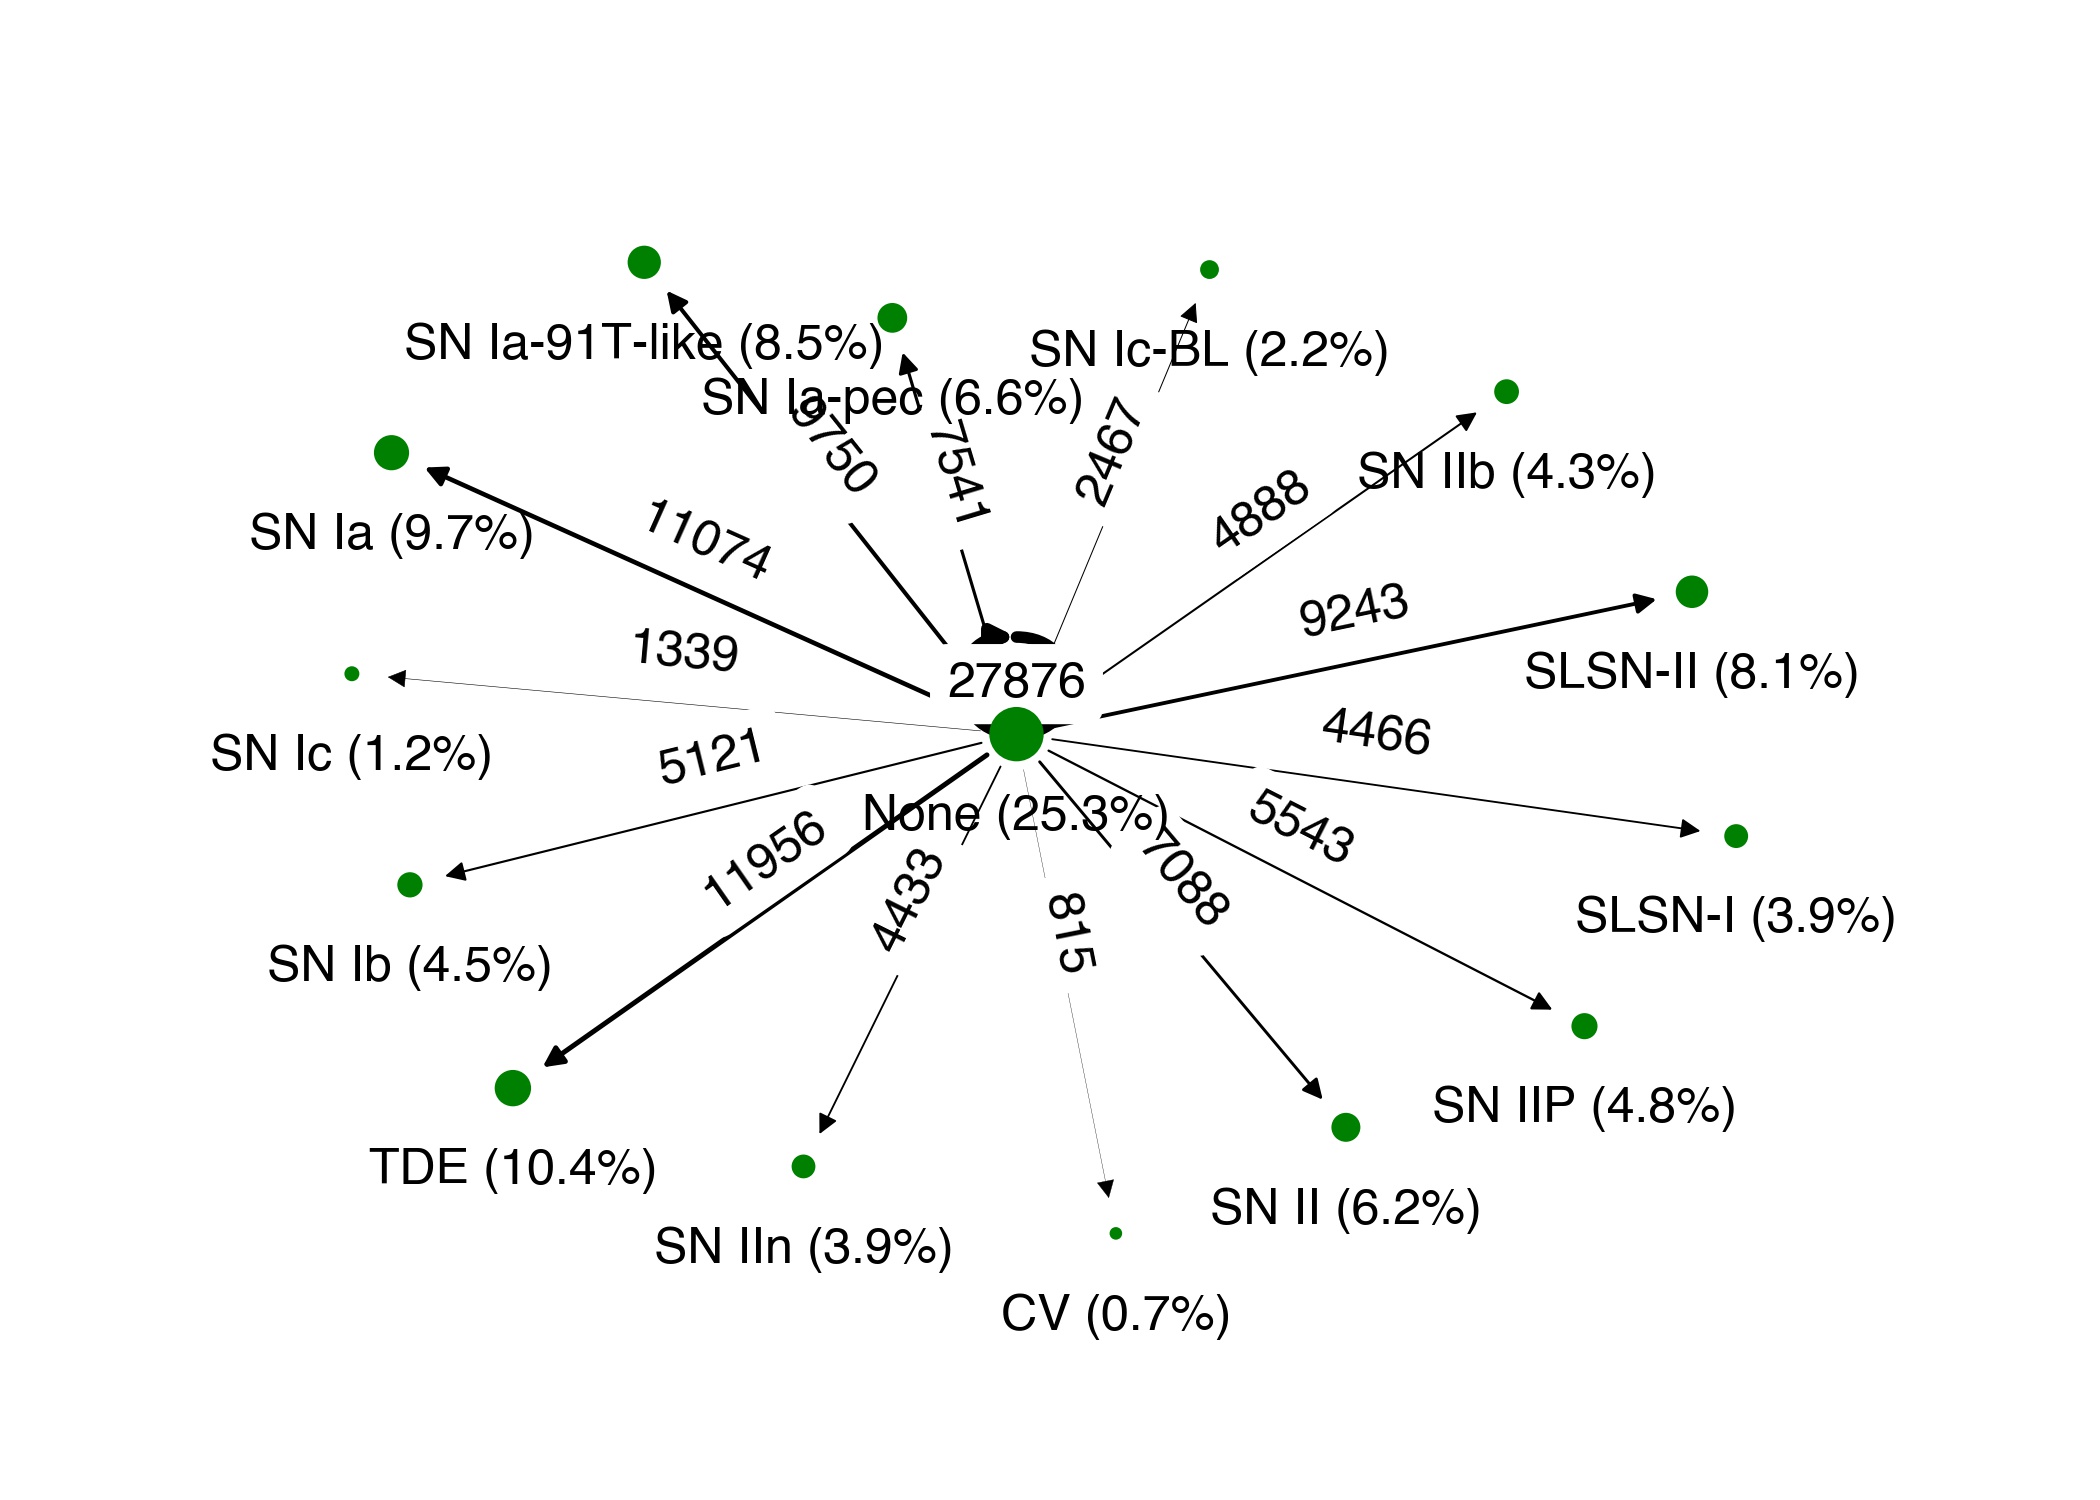 SN Ia-91T-like (8.5%)
SN Ic-BL (2.2%)
SN Ia-pec (6.6%)
9750
7541
2467
SN IIb (4.3%)
4888
SN Ia (9.7%)
11074
9243
1339
27876
SLSN-II (8.1%)
SN Ic (1.2%)
5121
4466
None (25.3%)
5543
11956
4433
815
7088
SLSN-I (3.9%)
SN Ib (4.5%)
SN IIP (4.8%)
TDE (10.4%)
SN II (6.2%)
SN IIn (3.9%)
CV (0.7%)